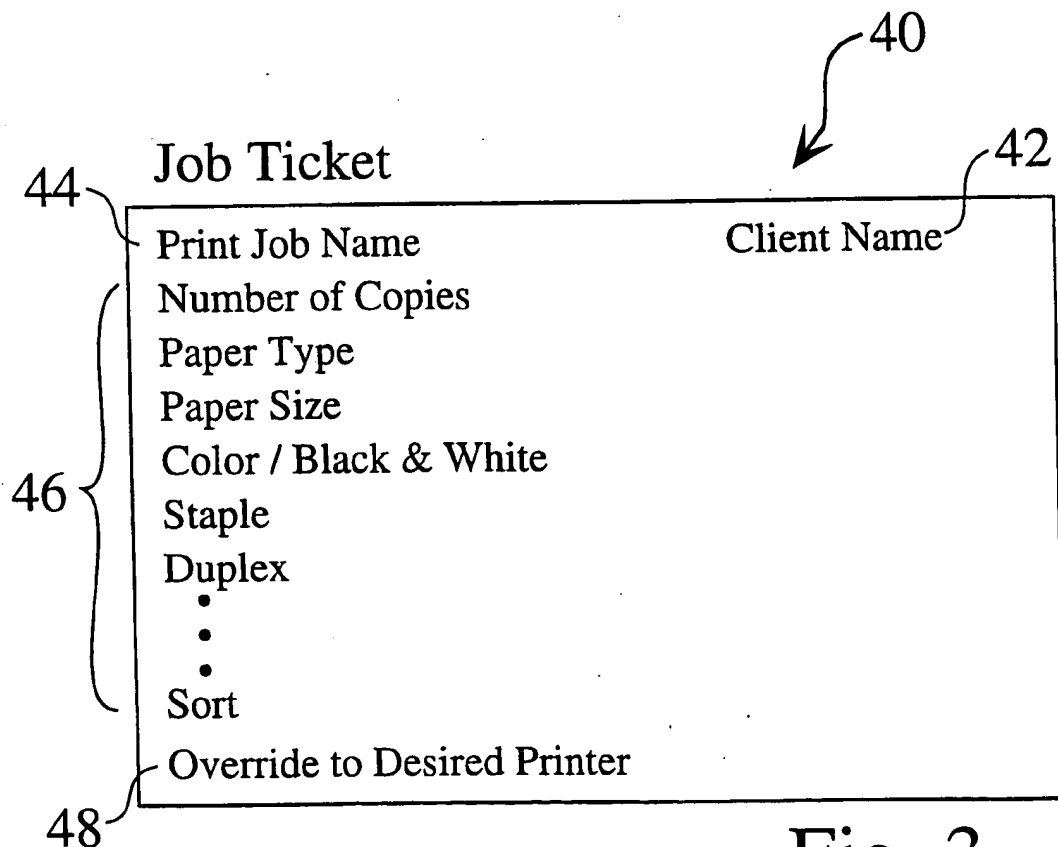 40
Job Ticket
42
44
Print Job Name Client Name
Number of Copies
Paper Type
Paper Size
Color / Black & White
46
Staple
Duplex
Sort
Override to Desired Printer
48